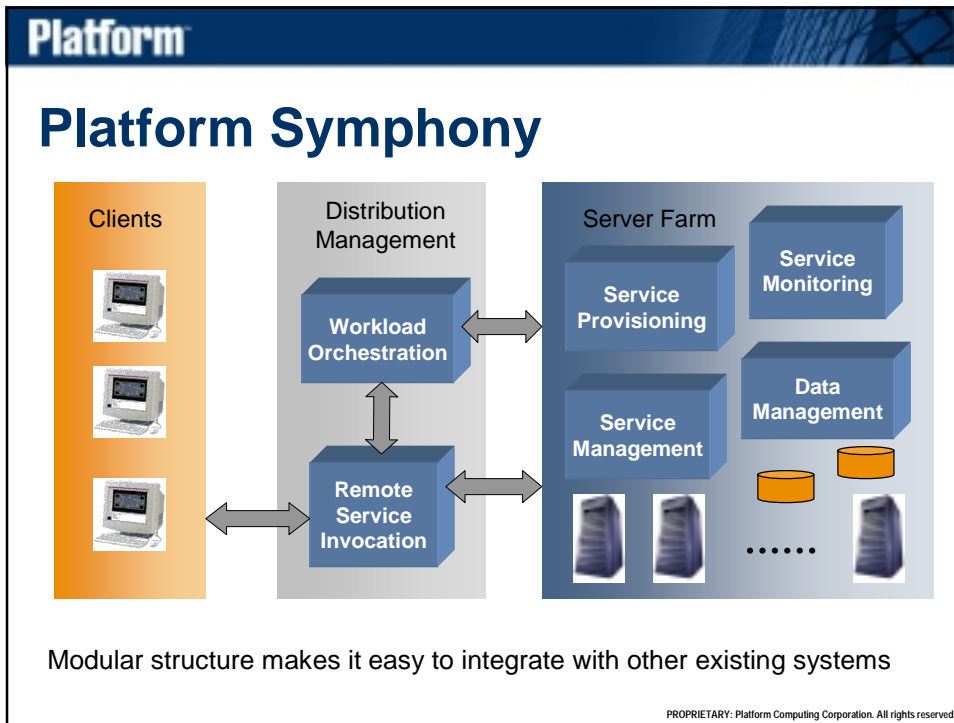 Platform
Platform Symphony
Clients
Distribution
Management
Server Farm
Workload
Orchestration
Remote
Service
Invocation
Service
Provisioning
Service
Monitoring
Service
Management
Data
Management
......
Modular structure makes it easy to integrate with other existing systems
PROPRIETARY: Platform Computing Corporation. All rights reserved